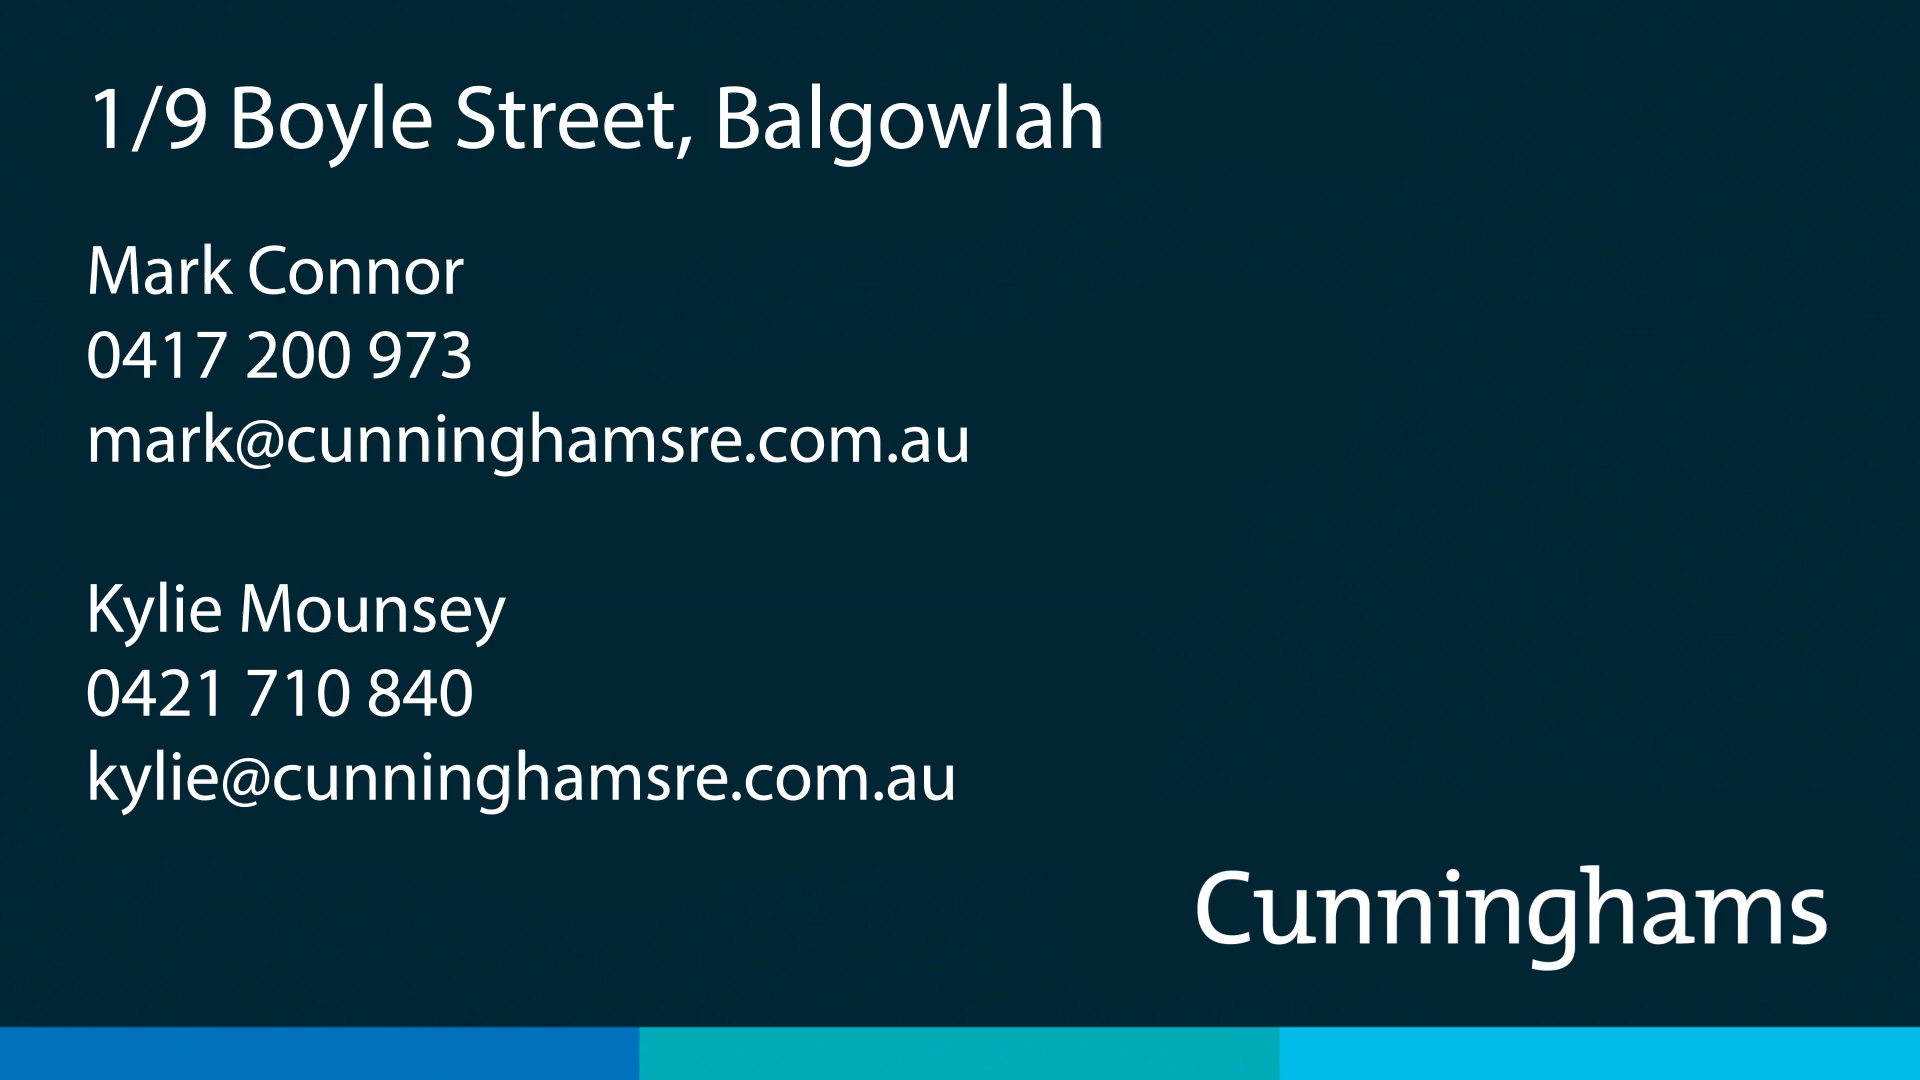 1/9 Boyle Street, Balgowlah
Mark Connor
0417 200 973
mark@cunninghamsre.com.au
Kylie Mounsey
0421 710 840
kylie@cunninghamsre.com.au
Cunninghams